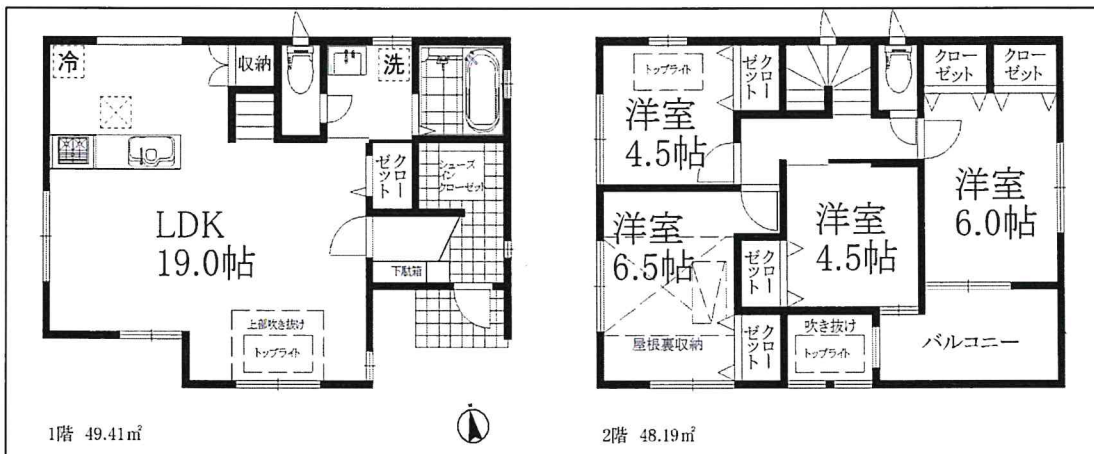 冷
収納
洗
クロー
ゼット
シューズ
イン
クローゼット
LDK
19.0帖
下駄箱
上部吹き抜け
トップライト
1階 49.41㎡
トップライト
クロー
ゼット
クロー
ゼット
クロー
ゼット
洋室
4.5帖
洋室
6.0帖
洋室
6.5帖
洋室
4.5帖
クロー
ゼット
クロー
ゼット
屋根裏収納
吹き抜け
トップライト
バルコニー
2階 48.19㎡